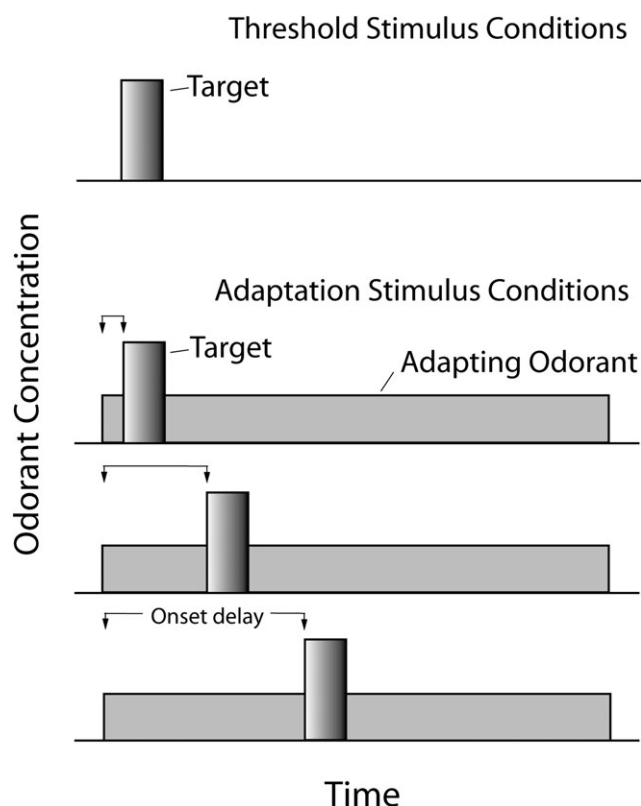 Threshold Stimulus Conditions
Target
Odorant Concentration
Adaptation Stimulus Conditions
Target
Adapting Odorant
Onset delay
Time